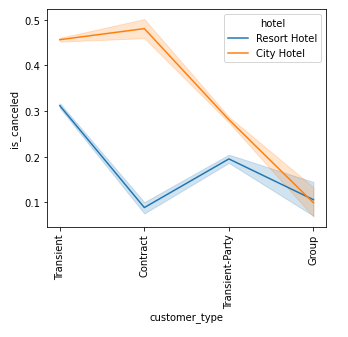 hotel
Resort Hotel
City Hotel
is_canceled
0.5
0.4
0.3
0.2
0.1
Transient
Contract
Transient-Party
Group
customer_type